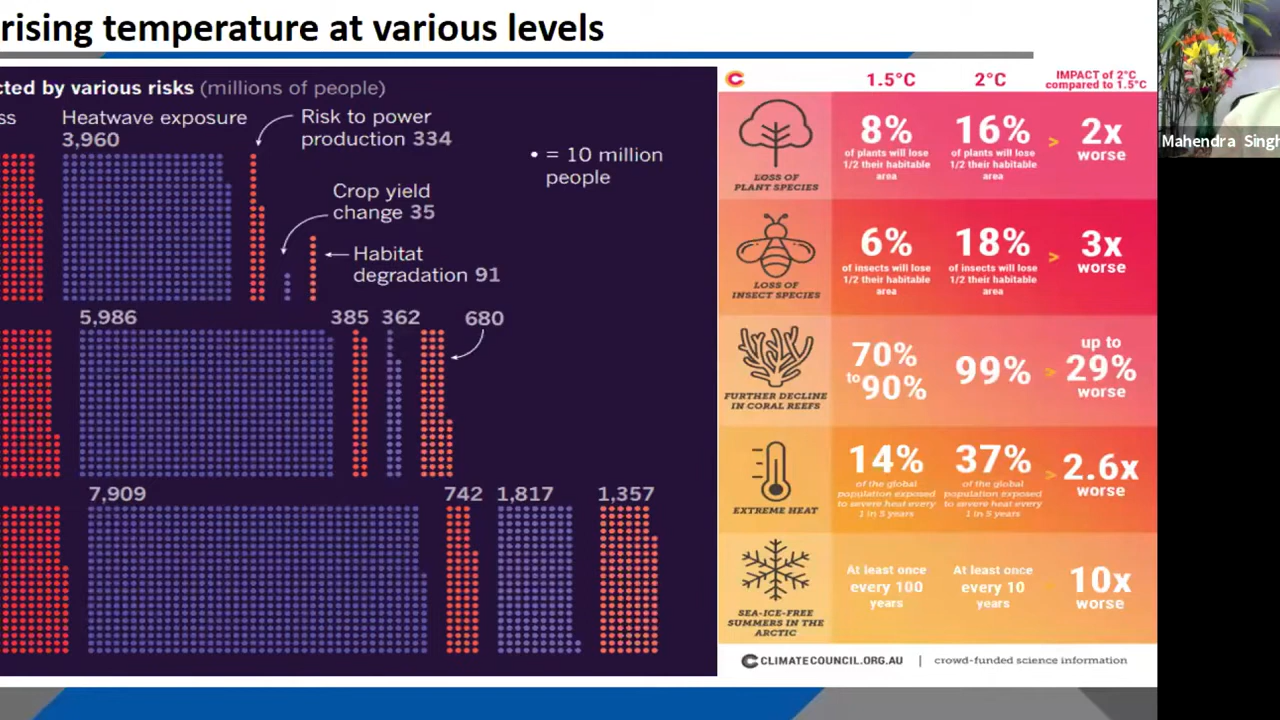 rising temperature at various levels
cted by various risks (millions of people)
ss
Heatwave exposure
3,960
Risk to power
production 334
• = 10 million
people
Crop yield
change 35
Habitat
degradation 91
5,986
385
362
680
7,909
742
1,817
1,357
1.5°C
2°C
IMPACT of 2°C
compared to 1.5°C
LOSS OF
PLANT SPECIES
8%
of plants will lose
1/2 their habitable
area
16%
of plants will lose
1/2 their habitable
area
>
2x
worse
LOSS OF
INSECT SPECIES
6%
of insects will lose
1/2 their habitable
area
18%
of insects will lose
1/2 their habitable
area
>
3x
worse
FURTHER DECLINE
IN CORAL REEFS
70%
to 90%
99%
>
up to
29%
worse
EXTREME HEAT
14%
of the global
population exposed
to severe heat every
1 in 5 years
37%
of the global
population exposed
to severe heat every
1 in 5 years
>
2.6x
worse
SEA-ICE-FREE
SUMMERS IN THE
ARCTIC
At least once
every 100
years
At least once
every 10
years
10x
worse
CLIMATECOUNCIL.ORG.AU | crowd-funded science information
Mahendra Singh